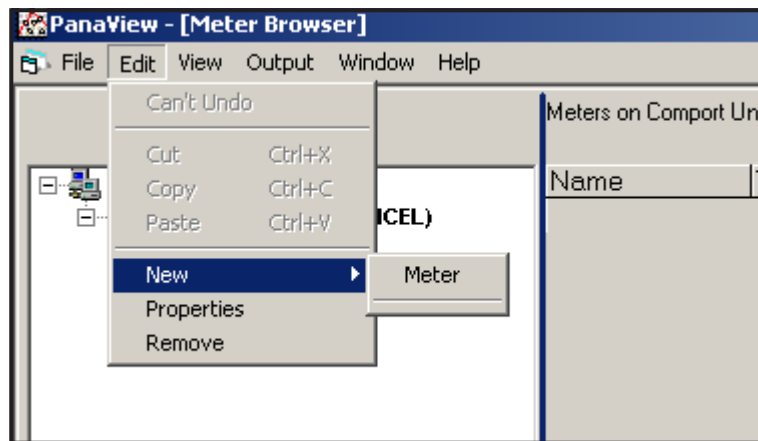 PanaView - [Meter Browser]
File Edit View Output Window Help
Can't Undo
Meters on Comport Un
Cut Ctrl+X
Name
Copy Ctrl+C
Paste Ctrl+V
ICEL)
New
Meter
Properties
Remove